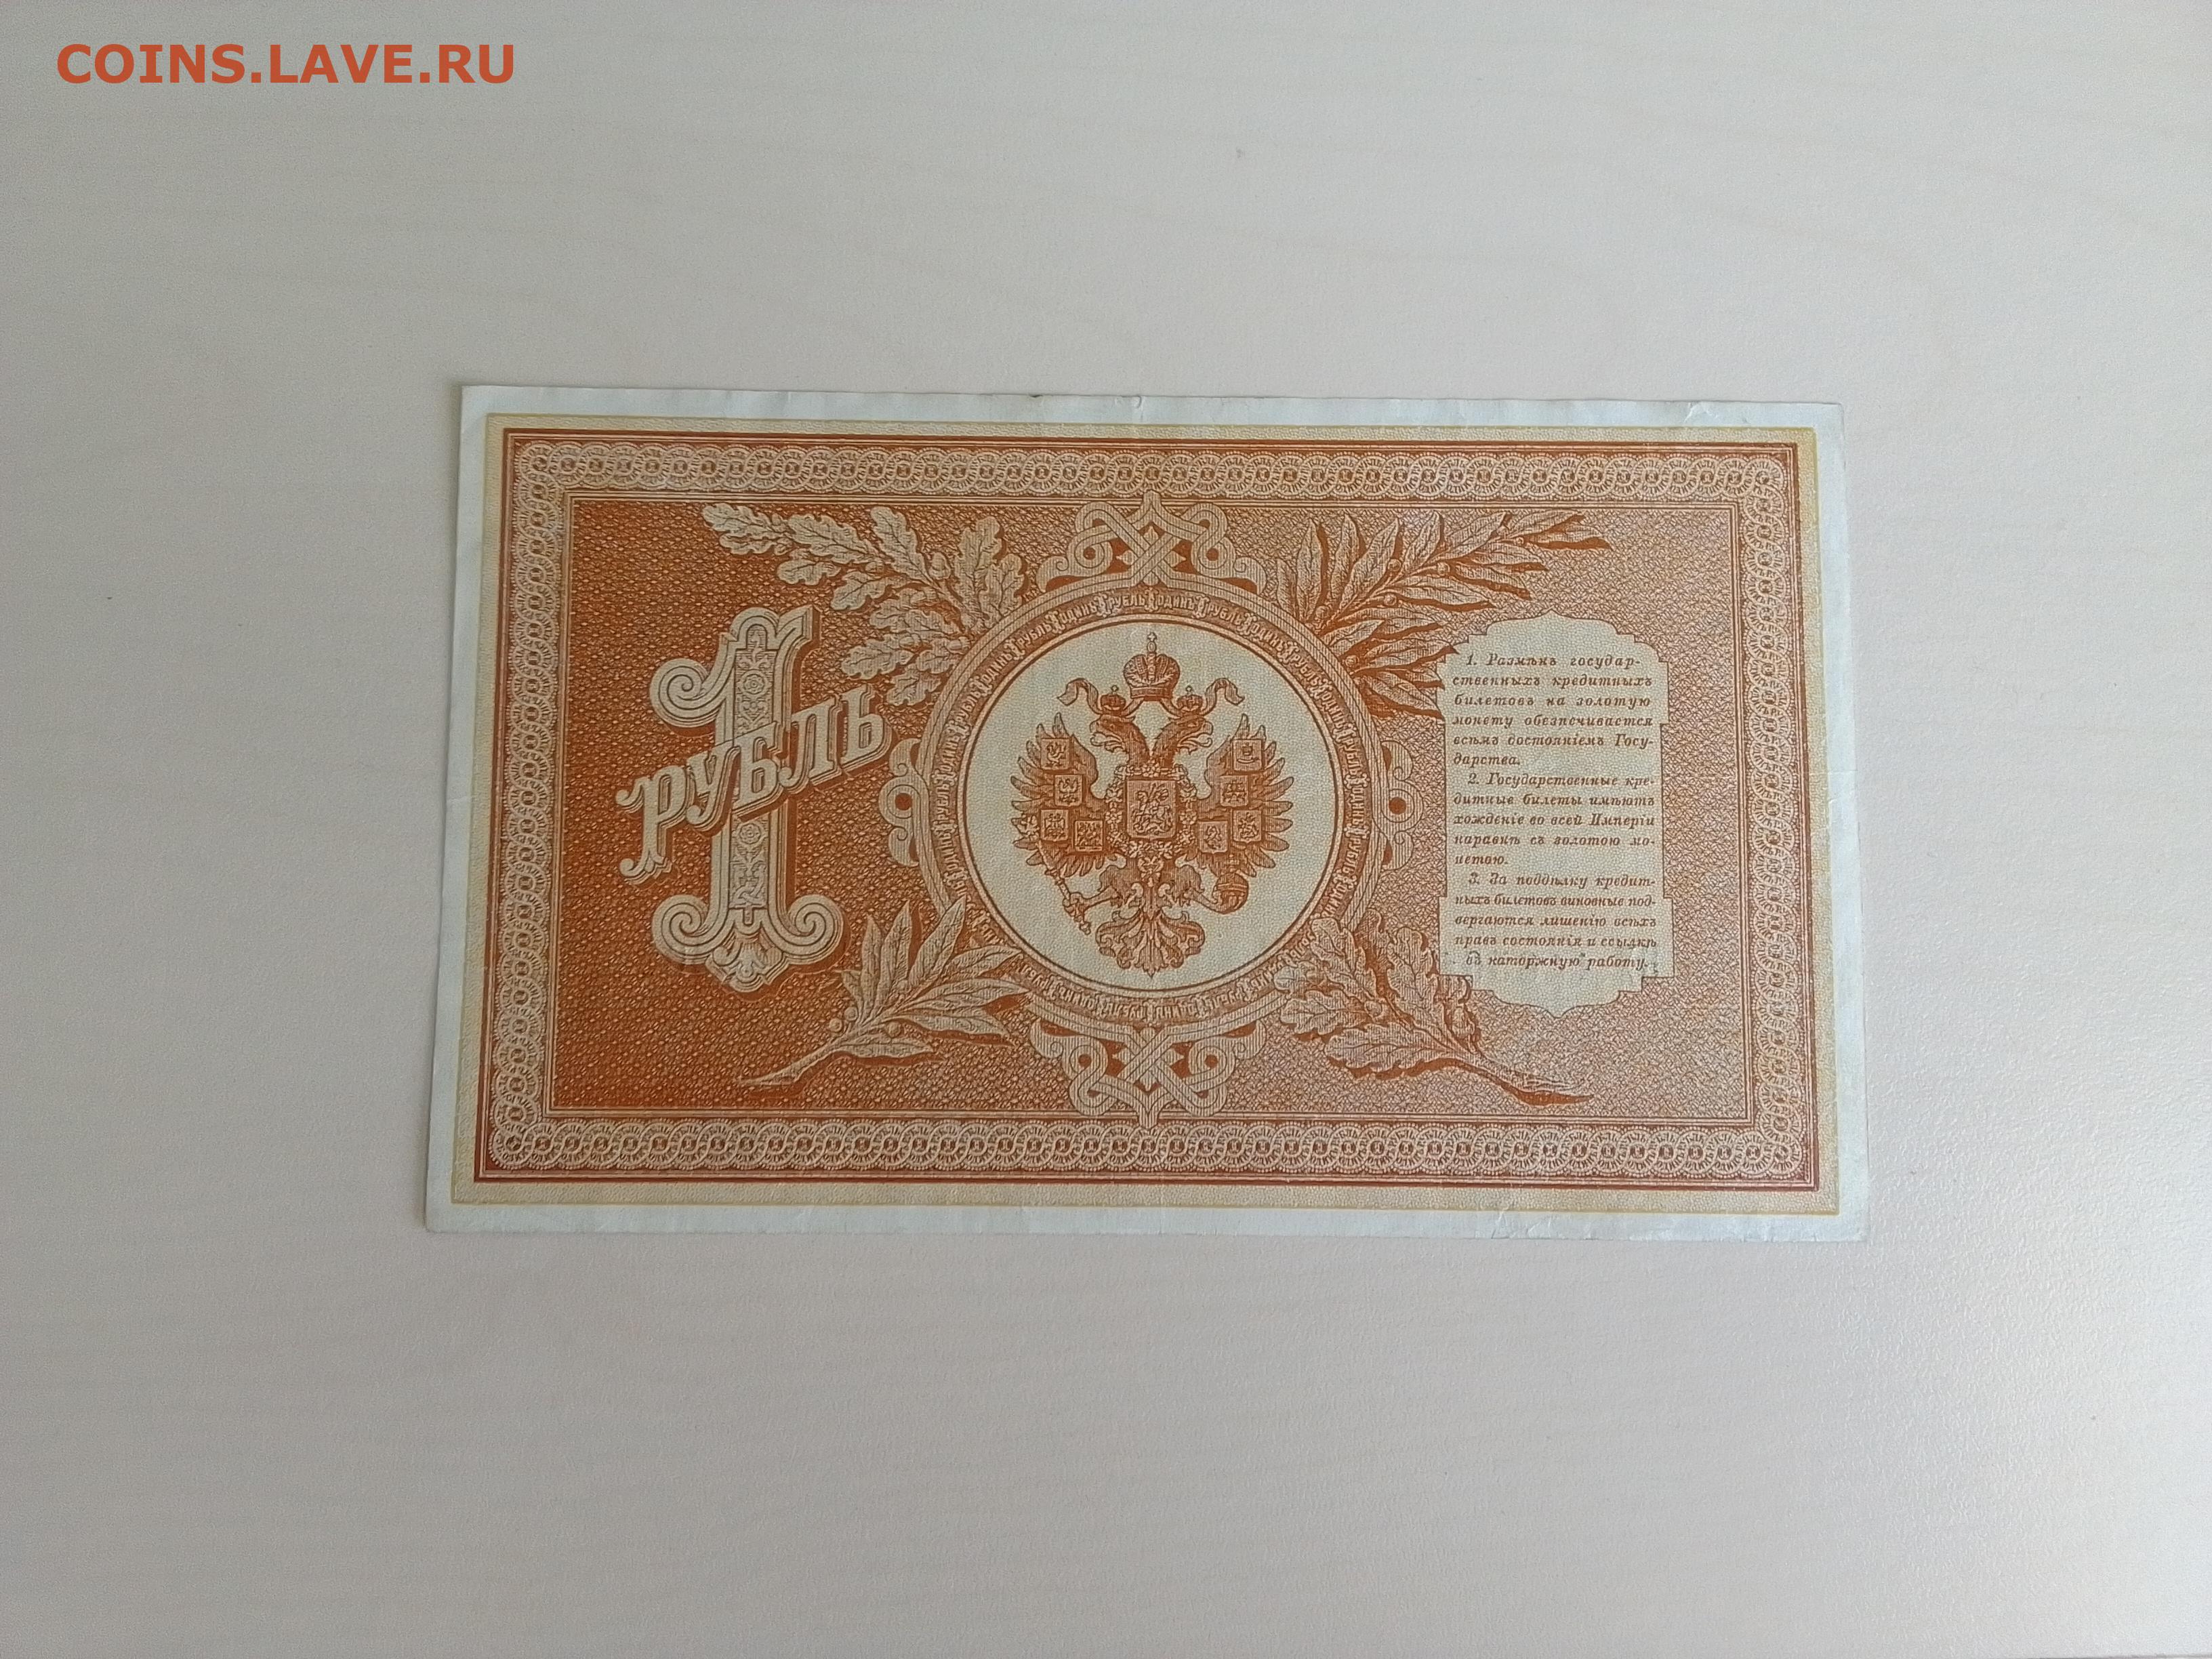 COINS.LAVE.RU
1
РУБЛЬ
1. Размѣнъ государ-
ственныхъ кредитныхъ
билетовъ на золотую
монету обезпечивается
всѣмъ достояніемъ Госу-
дарства.
2. Государственные кре-
дитные билеты имѣютъ
хожденіе во всей Имперіи
наравнѣ съ золотою мо-
нетою.
3. За поддѣлку кредит-
ныхъ билетовъ виновные под-
вергаются лишенію всѣхъ
правъ состоянія и ссылкѣ
въ каторжную работу.